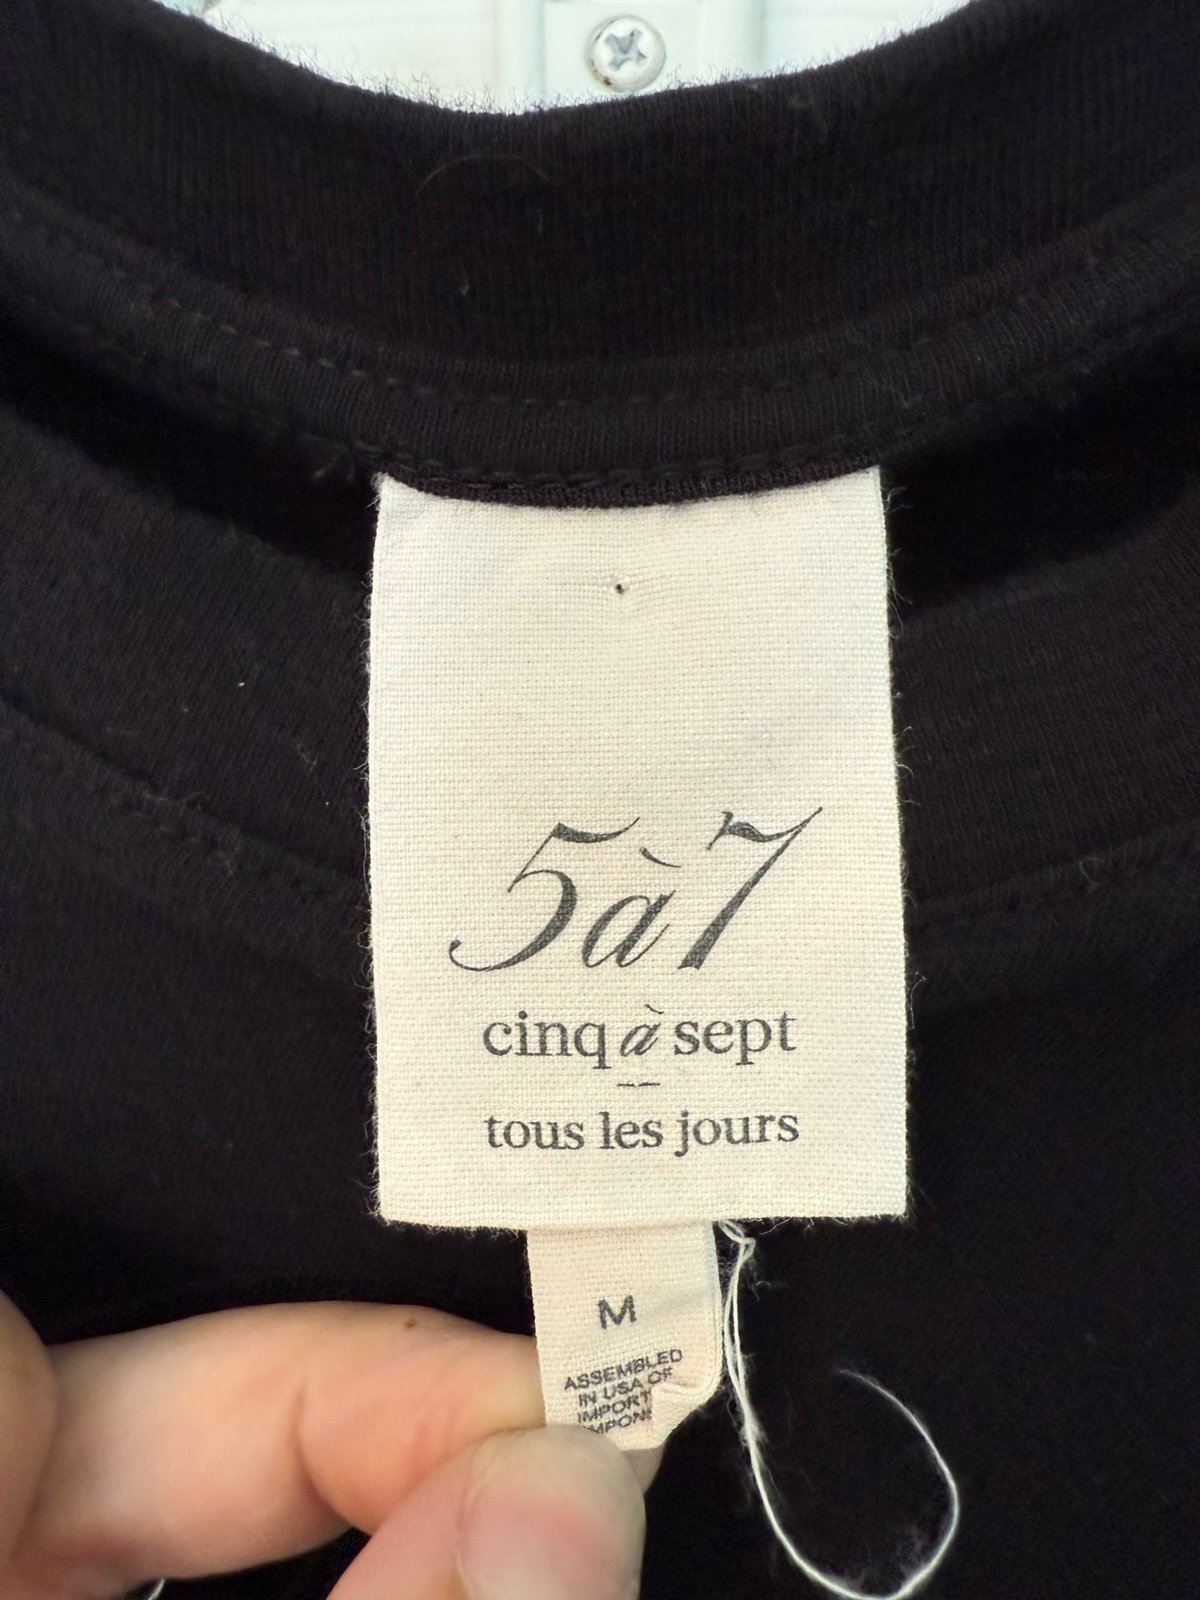 5à7
cinq à sept
tous les jours
M
ASSEMBLED
IN USA OF
IMPORT